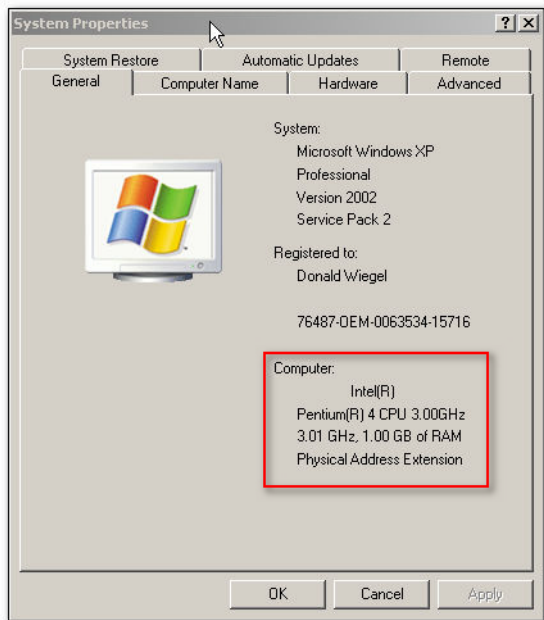 System Properties
System Restore Automatic Updates Remote
General Computer Name Hardware Advanced
System:
Microsoft Windows XP
Professional
Version 2002
Service Pack 2
Registered to:
Donald Wiegel
76487-OEM-0063534-15716
Computer:
Intel(R)
Pentium(R) 4 CPU 3.00GHz
3.01 GHz, 1.00 GB of RAM
Physical Address Extension
OK Cancel Apply